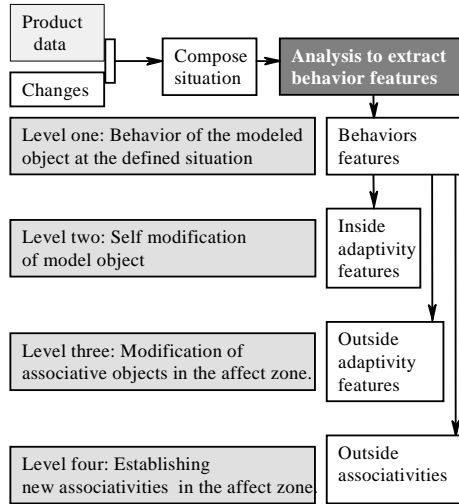 Product
data
Changes
Compose
situation
Analysis to extract
behavior features
Level one: Behavior of the modeled
object at the defined situation
Behaviors
features
Level two: Self modification
of model object
Inside
adaptivity
features
Level three: Modification of
associative objects in the affect zone.
Outside
adaptivity
features
Level four: Establishing
new associativities in the affect zone.
Outside
associativities